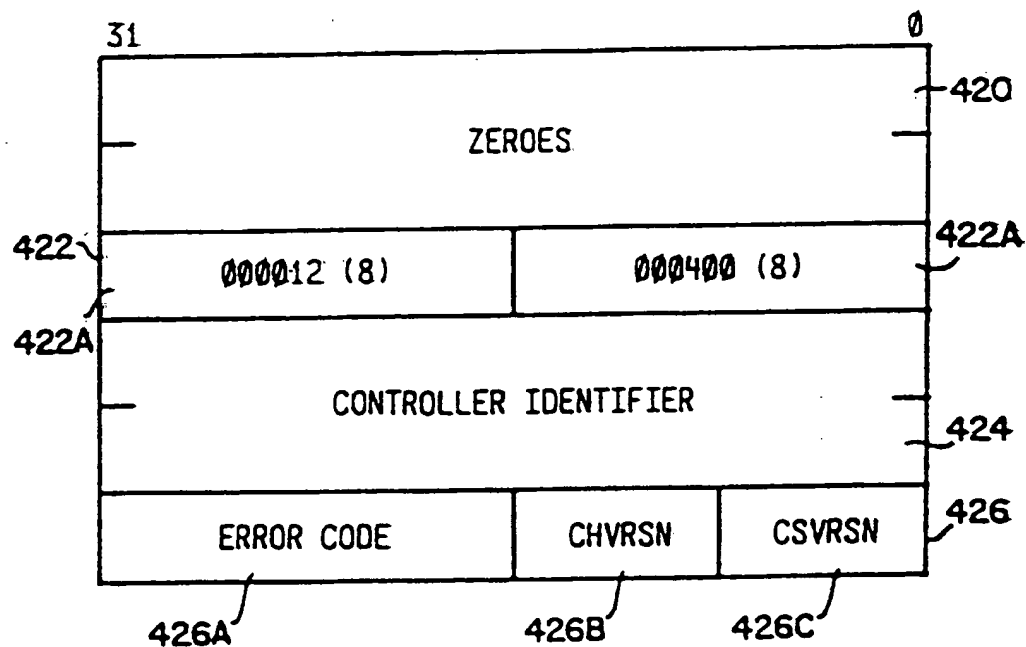 31 0
420
ZEROES
422 000012 (8) 000400 (8) 422A
422A
CONTROLLER IDENTIFIER
424
ERROR CODE CHVRSN CSVRSN 426
426A 426B 426C